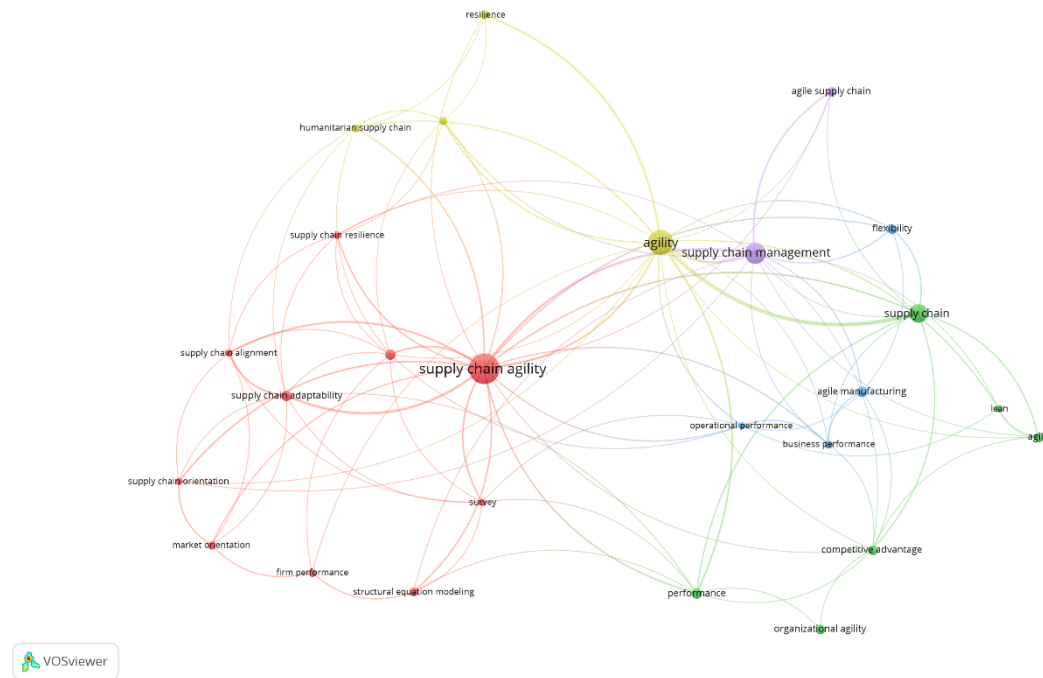 resilience
agile supply chain
humanitarian supply chain
supply chain resilience
flexibility
agility
supply chain management
supply chain
supply chain alignment
supply chain agility
supply chain adaptability
agile manufacturing
lean
operational performance
business performance
agil
supply chain orientation
survey
market orientation
competitive advantage
firm performance
structural equation modeling
performance
organizational agility
VOSviewer